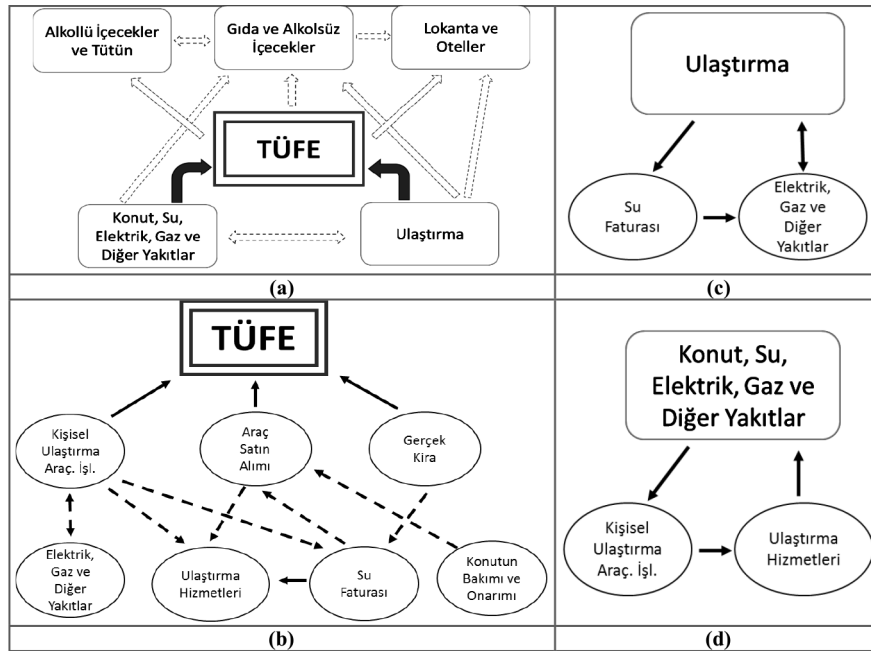 Alkollü İçecekler
ve Tütün
Gıda ve Alkolsüz
İçecekler
Lokanta ve
Oteller
TÜFE
Konut, Su,
Elektrik, Gaz ve
Diğer Yakıtlar
Ulaştırma
(a)
Ulaştırma
Su
Faturası
Elektrik,
Gaz ve
Diğer
Yakıtlar
(c)
TÜFE
Kişisel
Ulaştırma
Araç. İşl.
Araç
Satın
Alımı
Gerçek
Kira
Elektrik,
Gaz ve
Diğer
Yakıtlar
Ulaştırma
Hizmetleri
Su
Faturası
Konutun
Bakımı ve
Onarımı
(b)
Konut, Su,
Elektrik, Gaz ve
Diğer Yakıtlar
Kişisel
Ulaştırma
Araç. İşl.
Ulaştırma
Hizmetleri
(d)